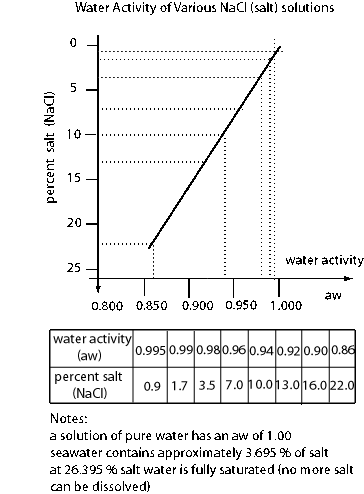 Water Activity of Various NaCl (salt) solutions
percent salt (NaCl)
0
5
10
15
20
25
water activity
0.800 0.850 0.900 0.950 1.000
aw
water activity (aw) 0.995 0.99 0.98 0.96 0.94 0.92 0.90 0.86
percent salt (NaCl) 0.9 1.7 3.5 7.0 10.0 13.0 16.0 22.0
Notes:
a solution of pure water has an aw of 1.00
seawater contains approximately 3.695 % of salt
at 26.395 % salt water is fully saturated (no more salt
can be dissolved)